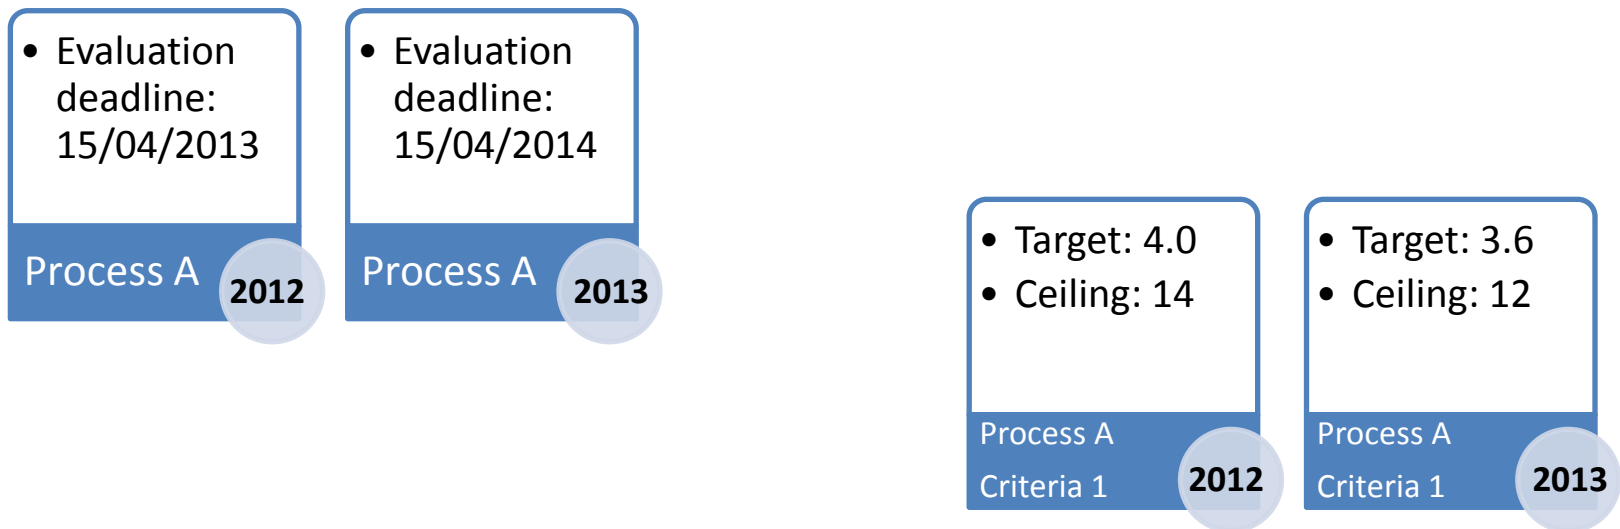 • Evaluation
deadline:
15/04/2013
Process A
2012
• Evaluation
deadline:
15/04/2014
Process A
2013
• Target: 4.0
• Ceiling: 14
Process A
Criteria 1
2012
• Target: 3.6
• Ceiling: 12
Process A
Criteria 1
2013